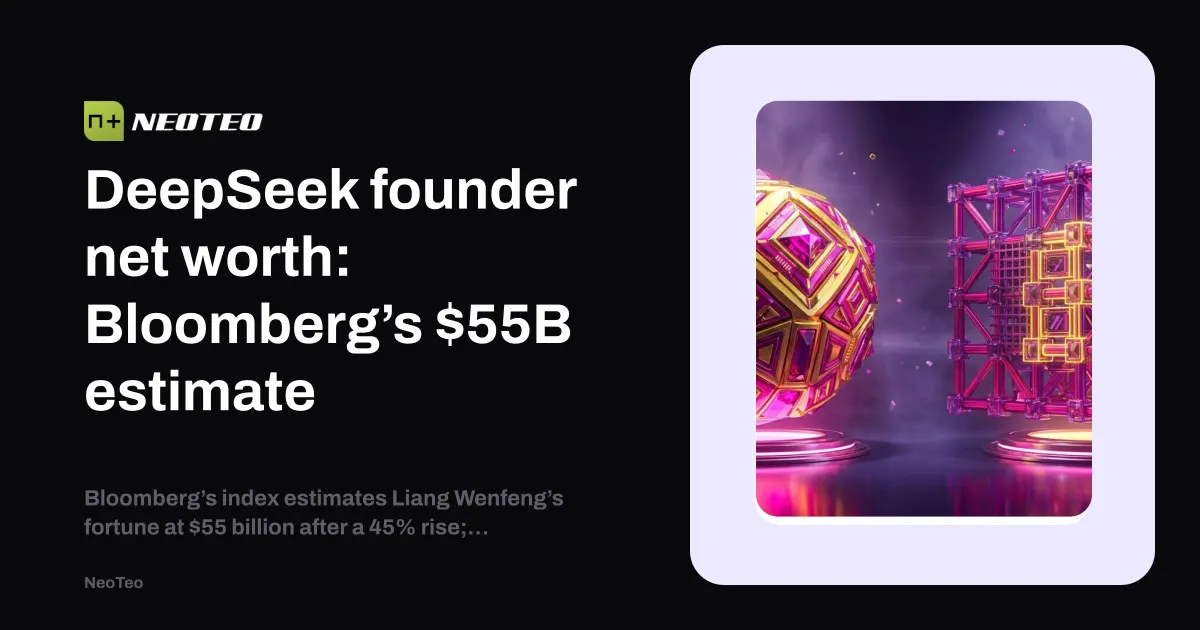 n+ NEOTEO
DeepSeek founder
net worth:
Bloomberg’s $55B
estimate
Bloomberg’s index estimates Liang Wenfeng’s
fortune at $55 billion after a 45% rise;...
NeoTeo